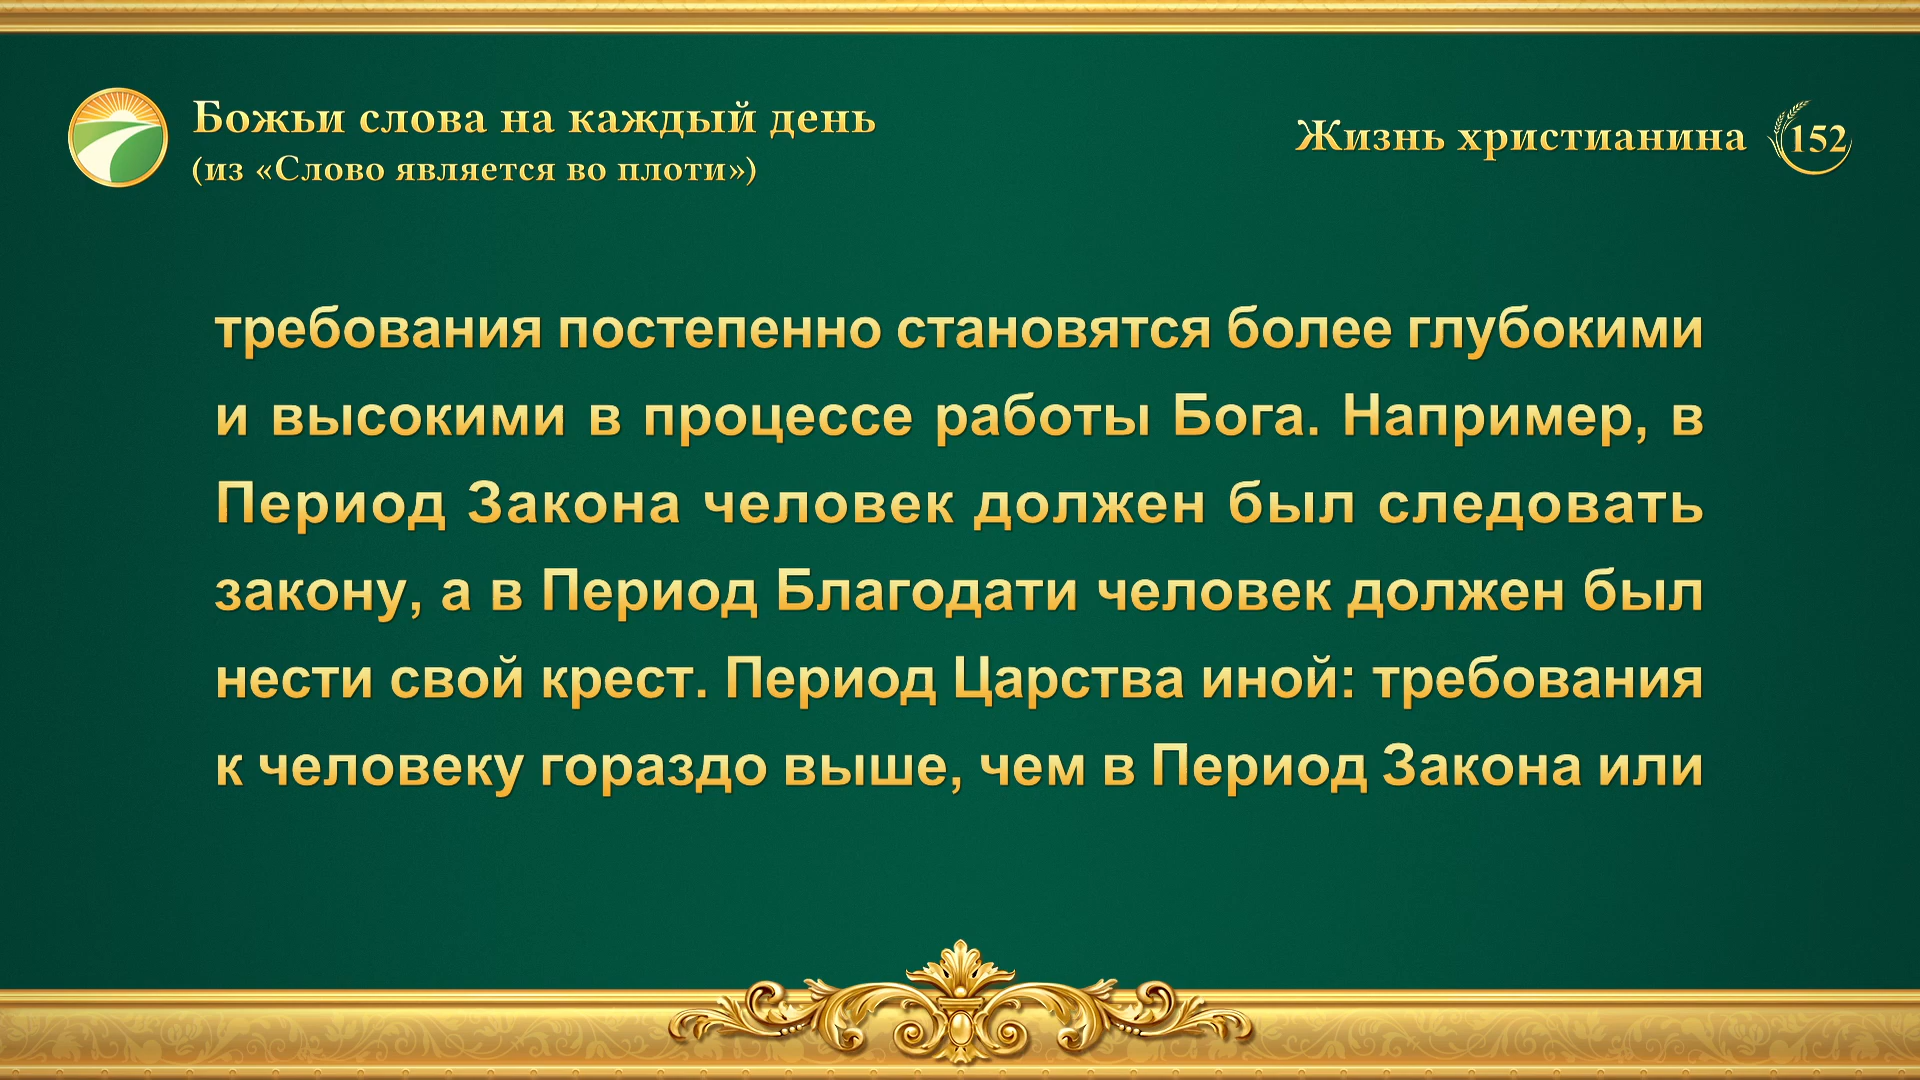 Божьи слова на каждый день
(из «Слово является во плоти»)
Жизнь христианина 152
требования постепенно становятся более глубокими
и высокими в процессе работы Бога. Например, в
Период Закона человек должен был следовать
закону, а в Период Благодати человек должен был
нести свой крест. Период Царства иной: требования
к человеку гораздо выше, чем в Период Закона или